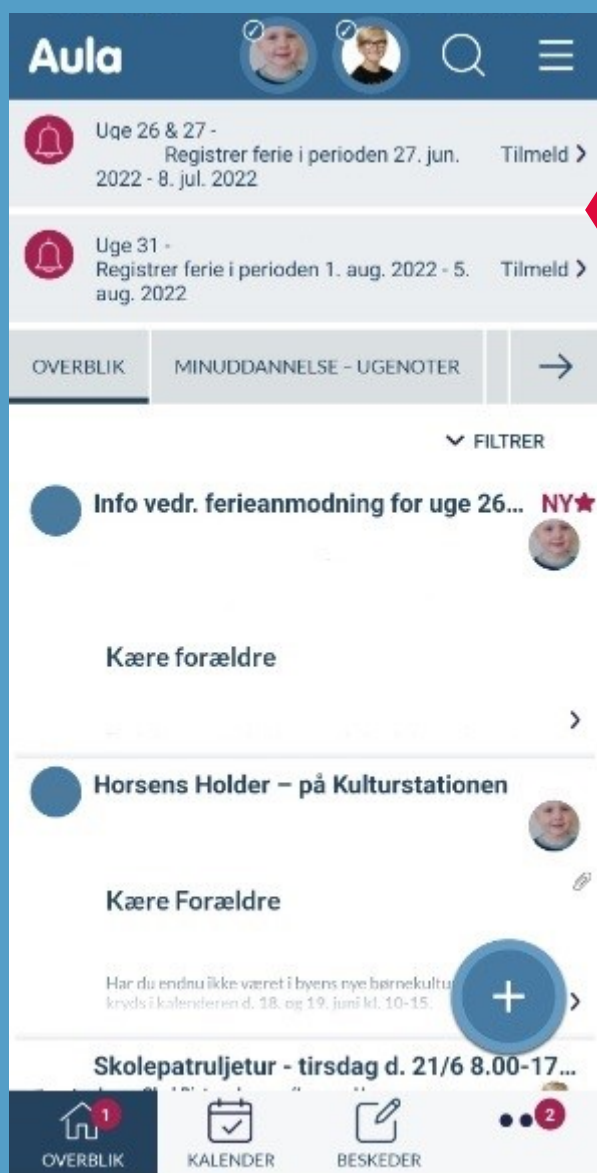 Aula
Uge 26 & 27 -
Registrer ferie i perioden 27. jun.
2022 - 8. jul. 2022
Tilmeld
Uge 31 -
Registrer ferie i perioden 1. aug. 2022 - 5.
aug. 2022
Tilmeld
OVERBLIK
MINUDDANNELSE – UGENOTER
FILTRER
Info vedr. ferieanmodning for uge 26...
NY
Kære forældre
Horsens Holder – på Kulturstationen
Kære Forældre
Har du endnu ikke været i byens nye
kryds i kalenderen d. 18. og 19. juni kl. 10-15.
Skolepatruljetur - tirsdag d. 21/6 8.00-17...
1
2
OVERBLIK
KALENDER
BESKEDER